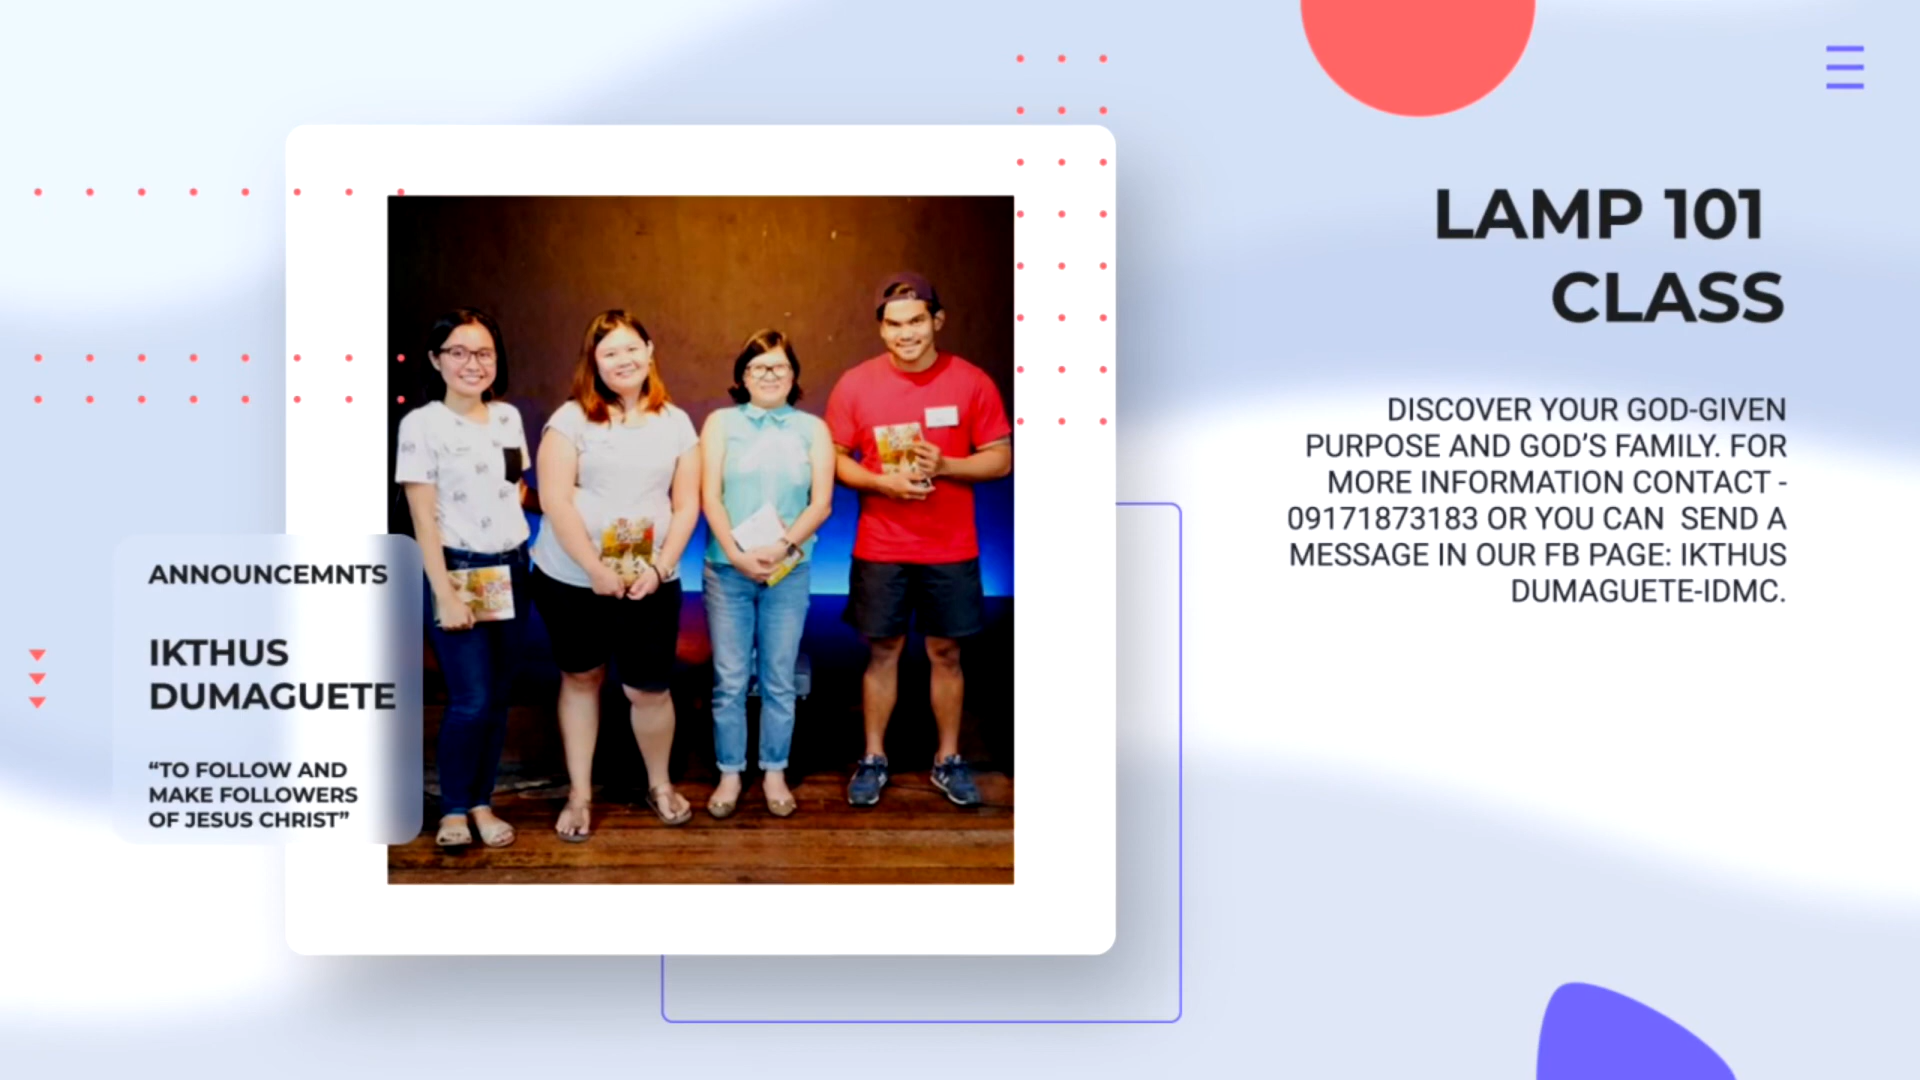 LAMP 101
CLASS
DISCOVER YOUR GOD-GIVEN
PURPOSE AND GOD'S FAMILY. FOR
MORE INFORMATION CONTACT -
09171873183 OR YOU CAN  SEND A
MESSAGE IN OUR FB PAGE: IKTHUS
DUMAGUETE-IDMC.
ANNOUNCEMNTS
IKTHUS
DUMAGUETE
“TO FOLLOW AND
MAKE FOLLOWERS
OF JESUS CHRIST”